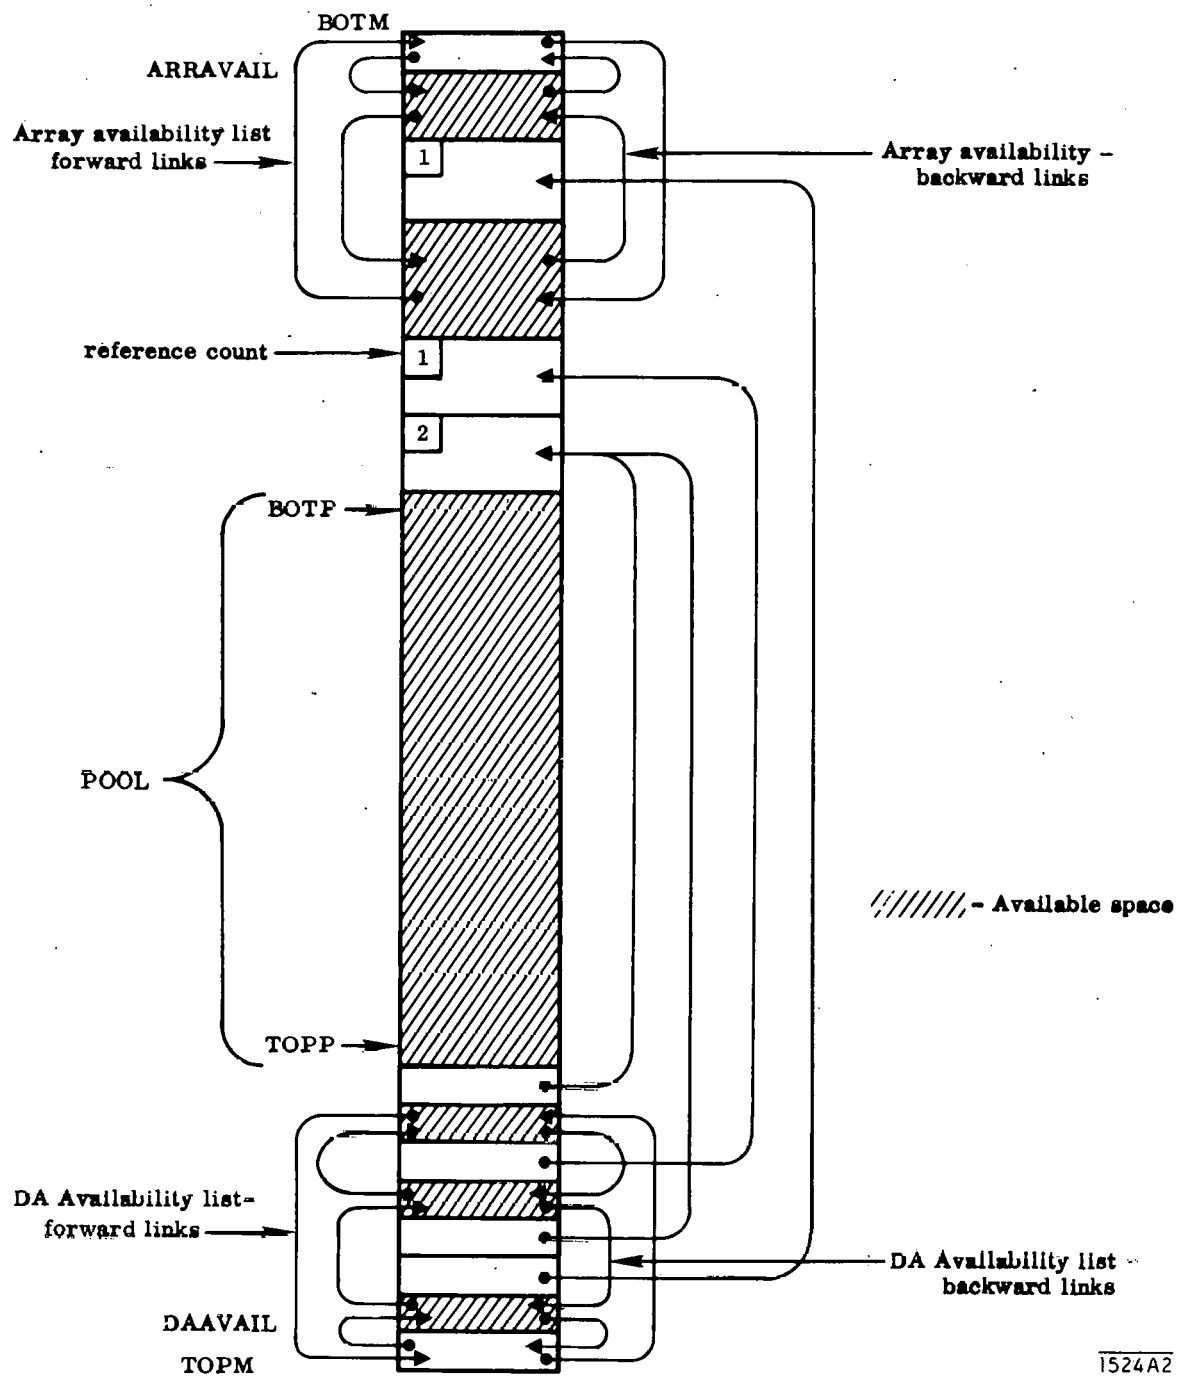 BOTM
ARRAVAIL
Array availability list
forward links
1
Array availability -
backward links
reference count
1
2
BOTP
POOL
- Available space
TOPP
DA Availability list-
forward links
DA Availability list -
backward links
DAAVAIL
TOPM
1524A2